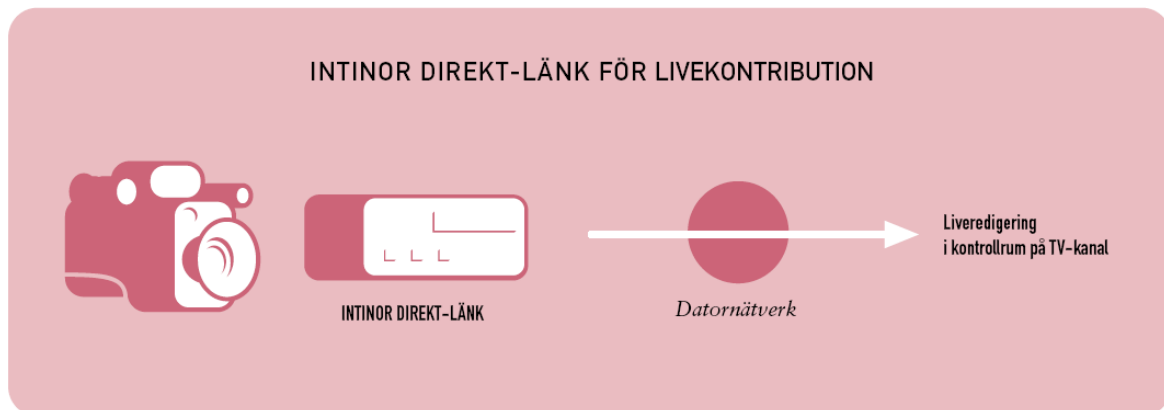 INTINOR DIREKT-LÄNK FÖR LIVEKONTRIBUTION
INTINOR DIREKT-LÄNK
Datornätverk
Liveredigering
i kontrollrum på TV-kanal